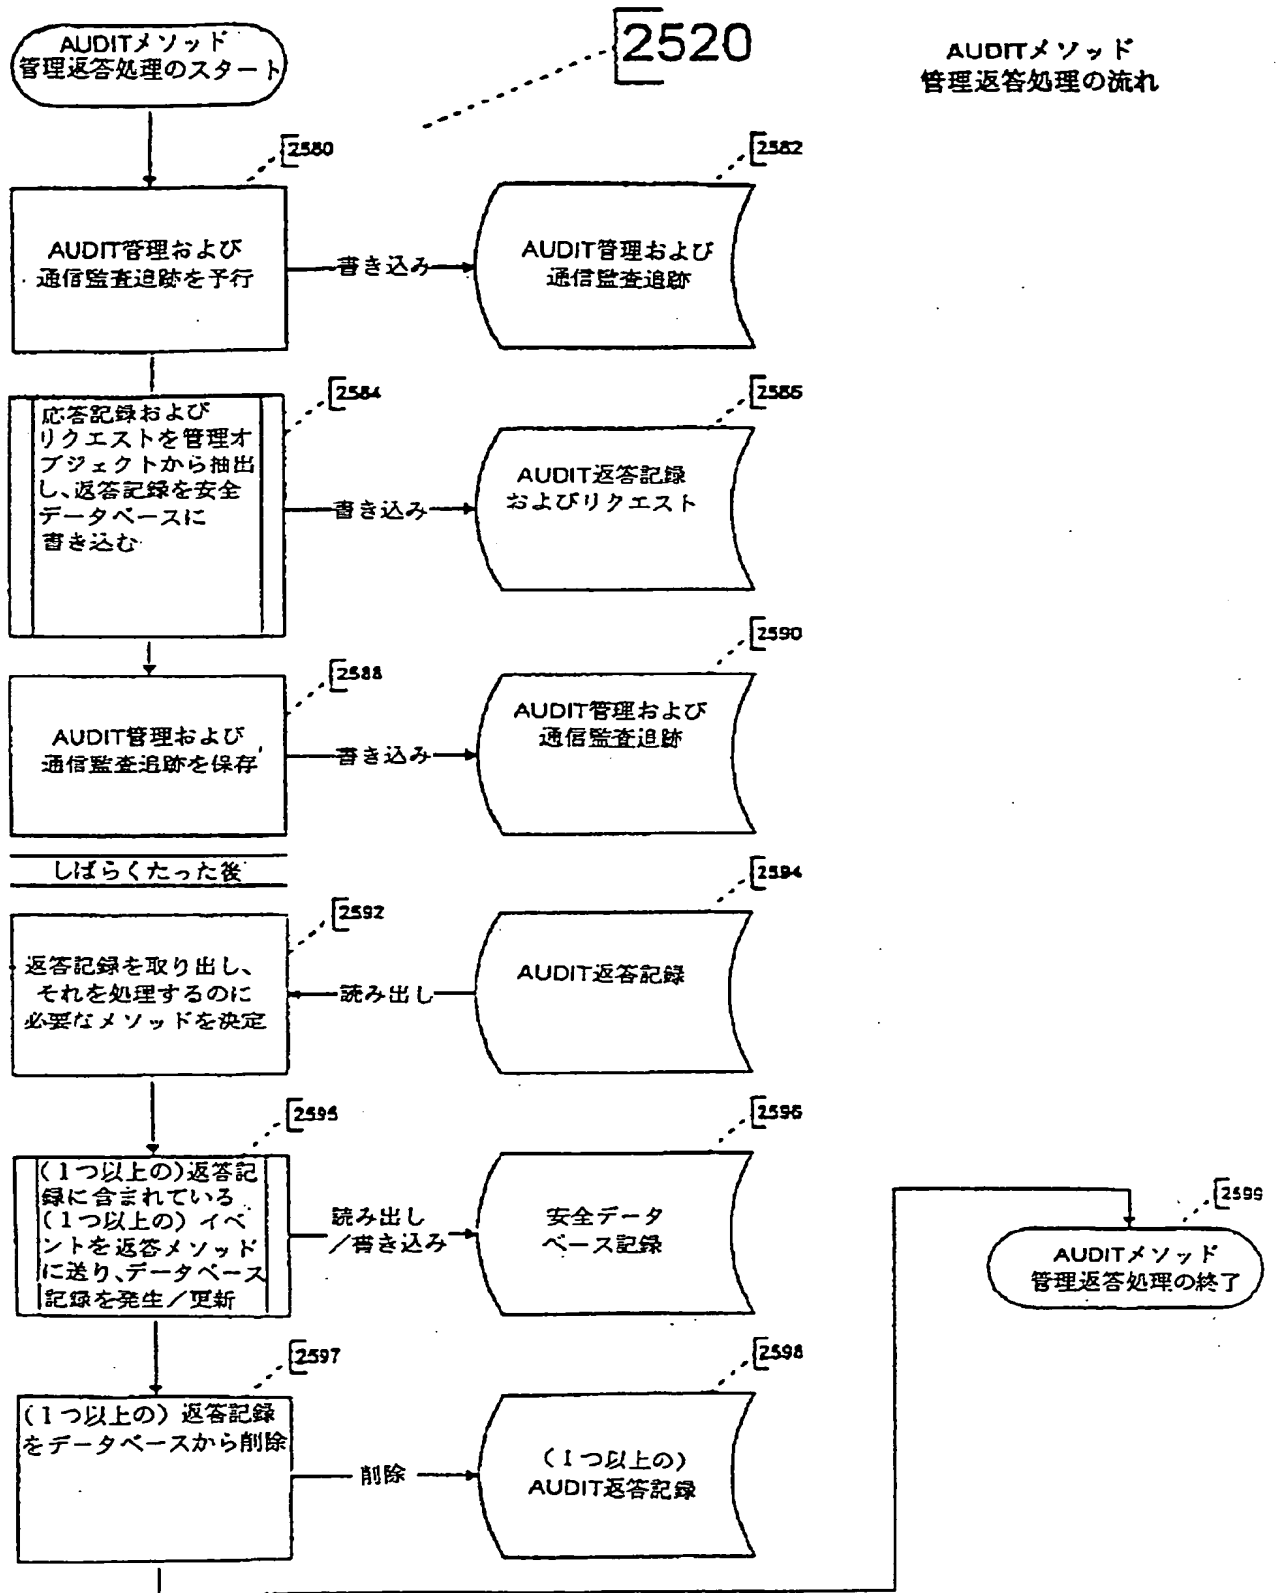 AUDITメソッド
管理返答処理のスタート
2520
AUDITメソッド
管理返答処理の流れ
2580
AUDIT管理および
通信監査追跡を予行
書き込み
2582
AUDIT管理および
通信監査追跡
2584
応答記録および
リクエストを管理オ
ブジェクトから抽出
し、返答記録を安全
データベースに
書き込む
書き込み
2586
AUDIT返答記録
およびリクエスト
2588
AUDIT管理および
通信監査追跡を保存
書き込み
2590
AUDIT管理および
通信監査追跡
しばらくたった後
2592
返答記録を取り出し、
それを処理するのに
必要なメソッドを決定
読み出し
2594
AUDIT返答記録
2595
(1つ以上の)返答記
録に含まれている
(1つ以上の)イベ
ントを返答メソッド
に送り、データベース
記録を発生／更新
読み出し
／書き込み
2596
安全データ
ベース記録
2597
(1つ以上の)返答記録
をデータベースから削除
削除
2598
(1つ以上の)
AUDIT返答記録
2599
AUDITメソッド
管理返答処理の終了